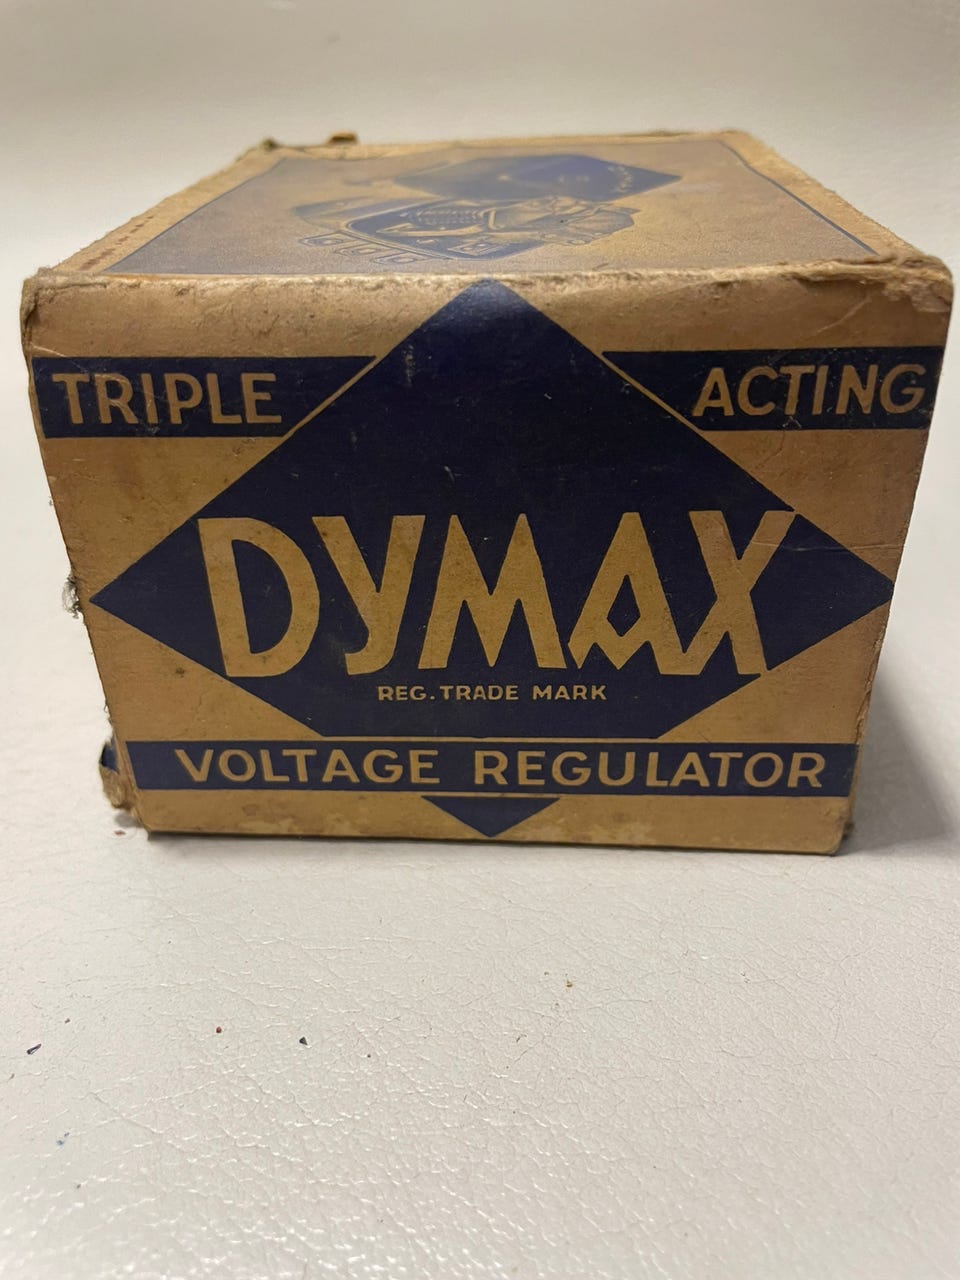 TRIPLE ACTING
DYMAX
REG. TRADE MARK
VOLTAGE REGULATOR